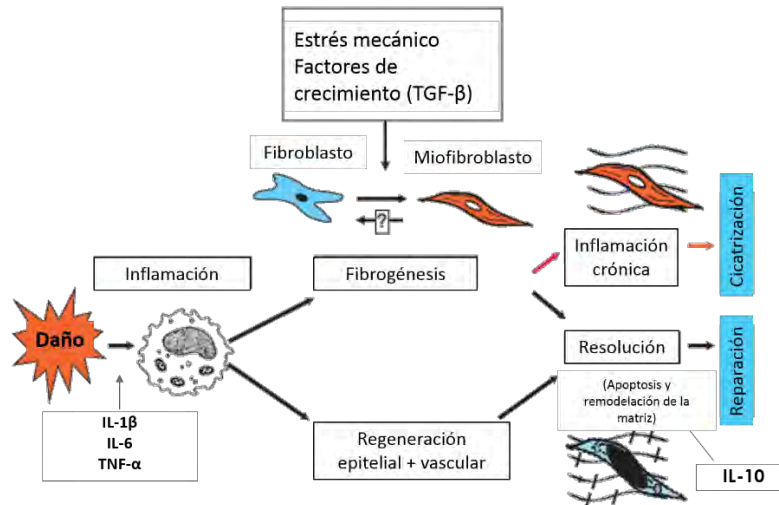 Estrés mecánico
Factores de
crecimiento (TGF-β)
Fibroblasto
Miofibroblasto
?
Inflamación
Fibrogénesis
Inflamación
crónica
Cicatrización
Daño
Resolución
Reparación
(Apoptosis y
remodelación de la
matriz)
IL-1β
IL-6
TNF-α
Regeneración
epitelial + vascular
IL-10